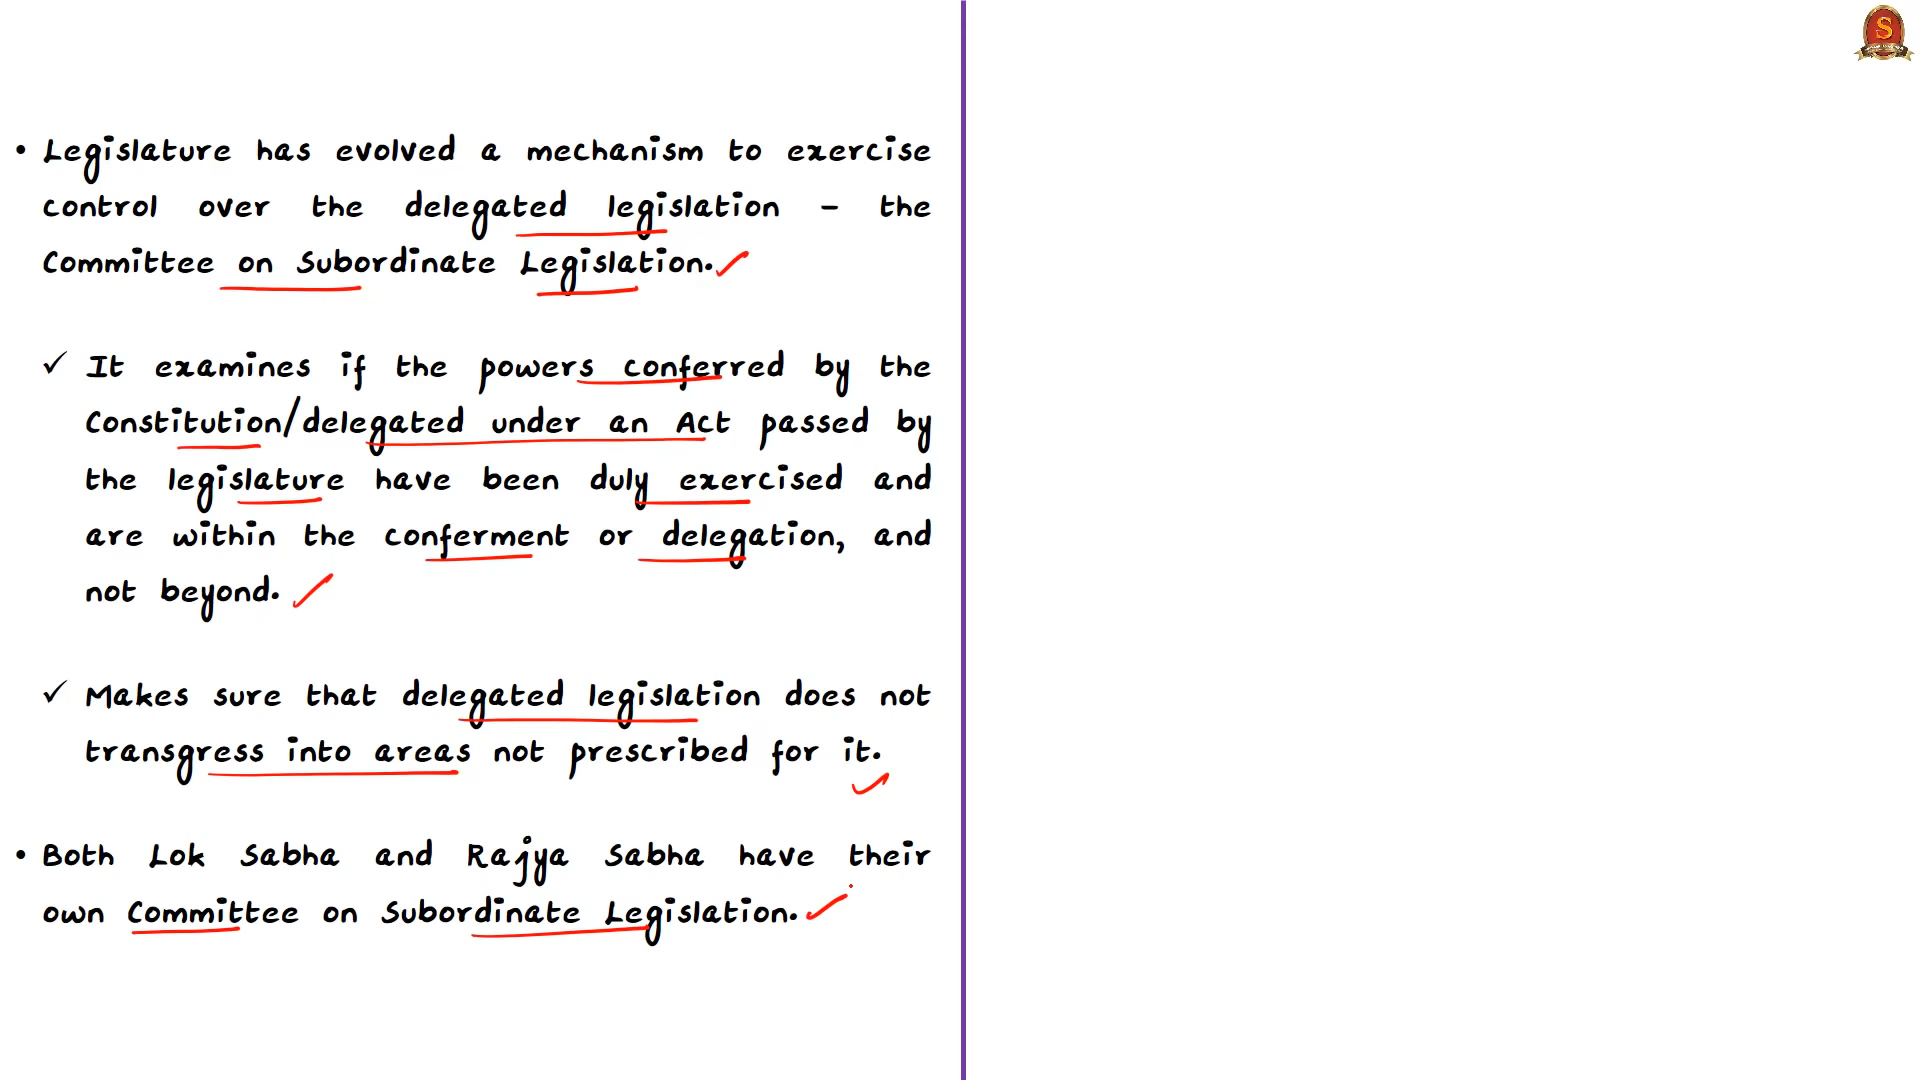 • Legislature has evolved a mechanism to exercise
control over the delegated legislation – the
Committee on Subordinate Legislation.
✓ It examines if the powers conferred by the
Constitution/delegated under an Act passed by
the legislature have been duly exercised and
are within the conferment or delegation, and
not beyond.
✓ Makes sure that delegated legislation does not
transgress into areas not prescribed for it.
• Both Lok Sabha and Rajya Sabha have their
own Committee on Subordinate Legislation.
S